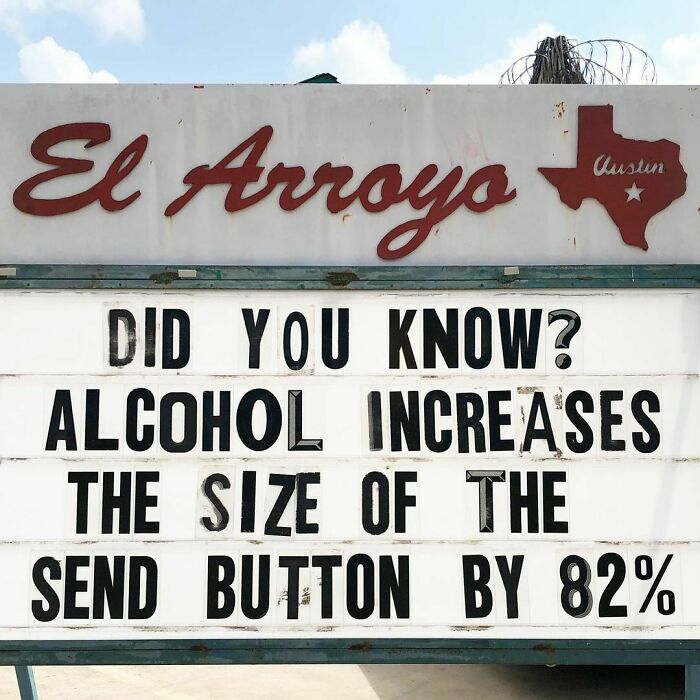 El Arroyo
Austin
DID YOU KNOW?
ALCOHOL INCREASES
THE SIZE OF THE
SEND BUTTON BY 82%